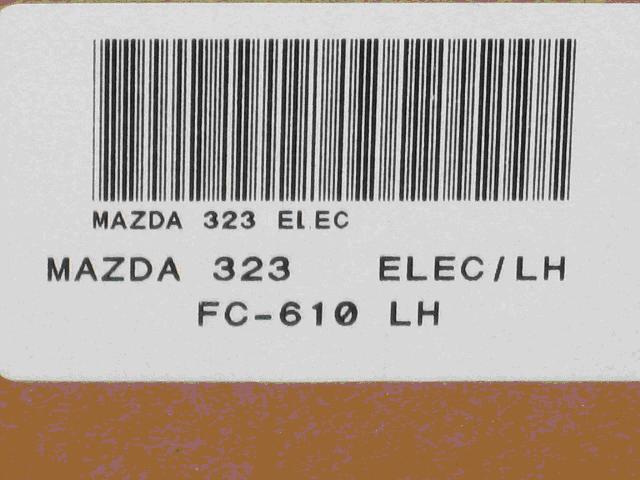 MAZDA 323 ELEC
MAZDA 323 ELEC/LH
FC-610 LH